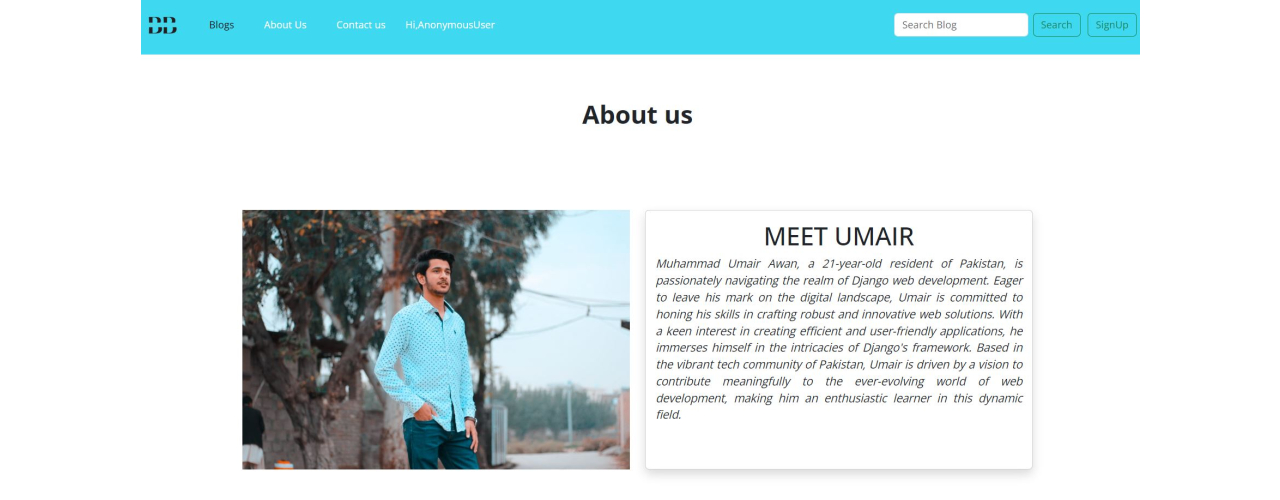 DD Blogs About Us Contact us Hi,AnonymousUser Search Blog Search SignUp
About us
MEET UMAIR
Muhammad Umair Awan, a 21-year-old resident of Pakistan, is
passionately navigating the realm of Django web development. Eager
to leave his mark on the digital landscape, Umair is committed to
honing his skills in crafting robust and innovative web solutions. With
a keen interest in creating efficient and user-friendly applications, he
immerses himself in the intricacies of Django's framework. Based in
the vibrant tech community of Pakistan, Umair is driven by a vision to
contribute meaningfully to the ever-evolving world of web
development, making him an enthusiastic learner in this dynamic
field.